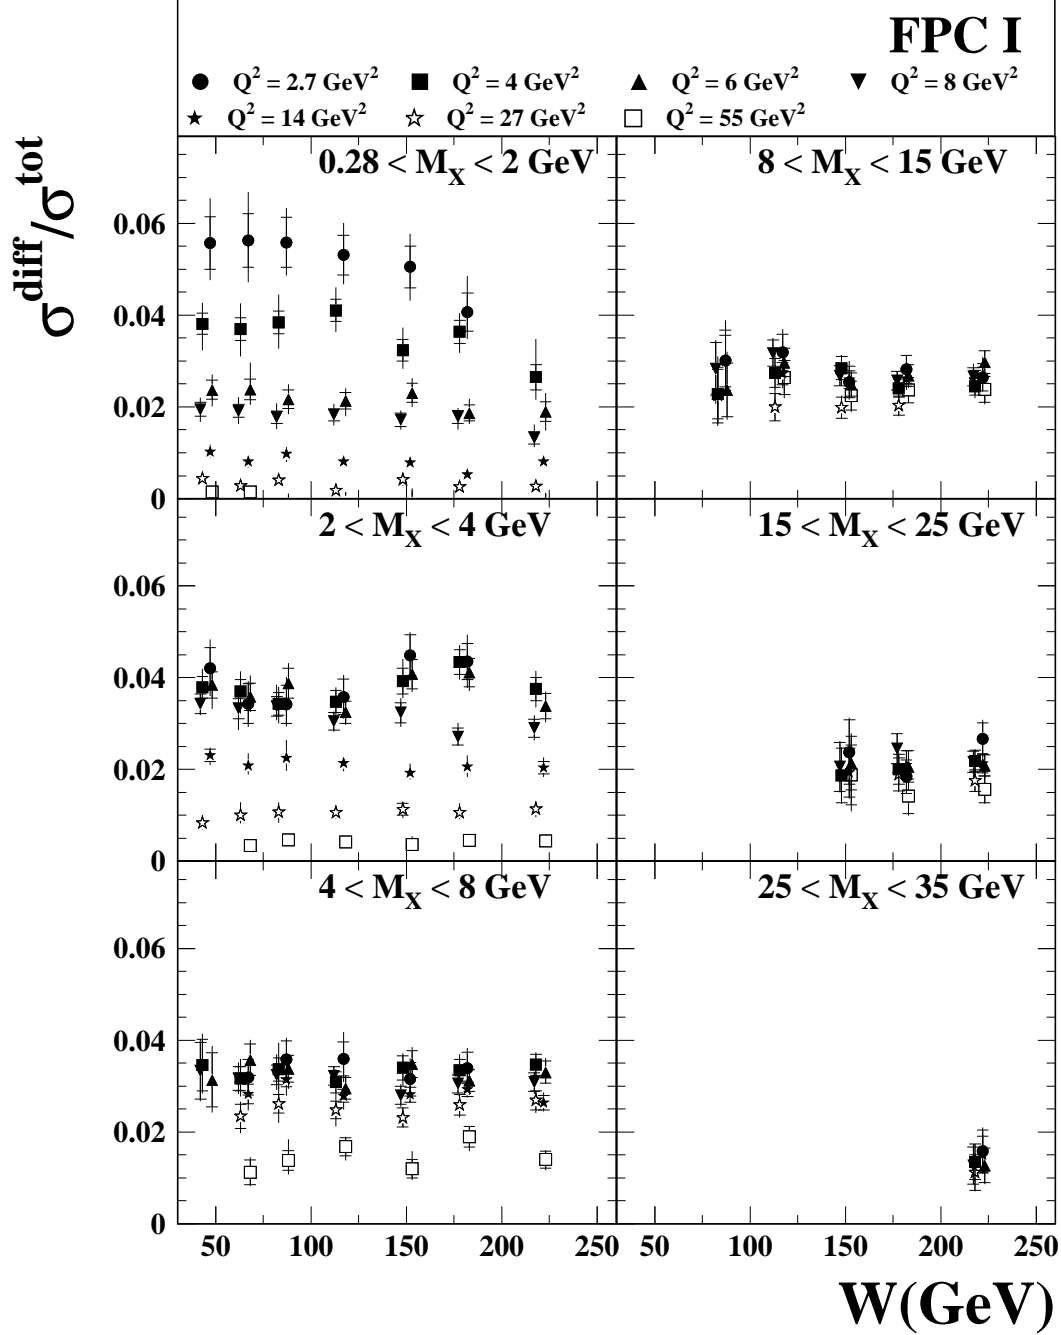 FPC I
Q² = 2.7 GeV² Q² = 4 GeV² Q² = 6 GeV² Q² = 8 GeV²
Q² = 14 GeV² Q² = 27 GeV² Q² = 55 GeV²
σ^diff/σ^tot
0.28 < M_X < 2 GeV 8 < M_X < 15 GeV
0.06
0.04
0.02
0
2 < M_X < 4 GeV 15 < M_X < 25 GeV
0.06
0.04
0.02
0
4 < M_X < 8 GeV 25 < M_X < 35 GeV
0.06
0.04
0.02
0
50 100 150 200 250 50 100 150 200 250
W(GeV)